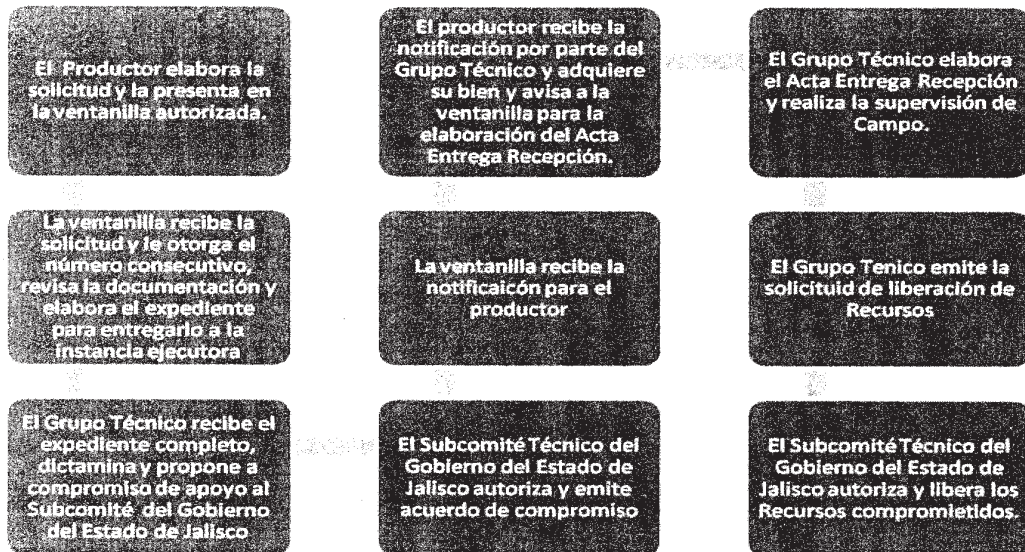 El Productor elabora la
solicitud y la presenta en
la ventanilla autorizada.
La ventanilla recibe la
solicitud y le otorga el
número consecutivo,
revisa la documentación y
elabora el expediente
para entregarlo a la
instancia ejecutora
El Grupo Técnico recibe el
expediente completo,
dictamina y propone a
compromiso de apoyo al
Subcomité del Gobierno
del Estado de Jalisco
El Subcomité Técnico del
Gobierno del Estado de
Jalisco autoriza y emite
acuerdo de compromiso
La ventanilla recibe la
notificaicón para el
productor
El productor recibe la
notificación por parte del
Grupo Técnico y adquiere
su bien y avisa a la
ventanilla para la
elaboración del Acta
Entrega Recepción.
El Grupo Técnico elabora
el Acta Entrega Recepción
y realiza la supervisión de
Campo.
El Grupo Tenico emite la
solicituid de liberación de
Recursos
El Subcomité Técnico del
Gobierno del Estado de
Jalisco autoriza y libera los
Recursos comprometidos.